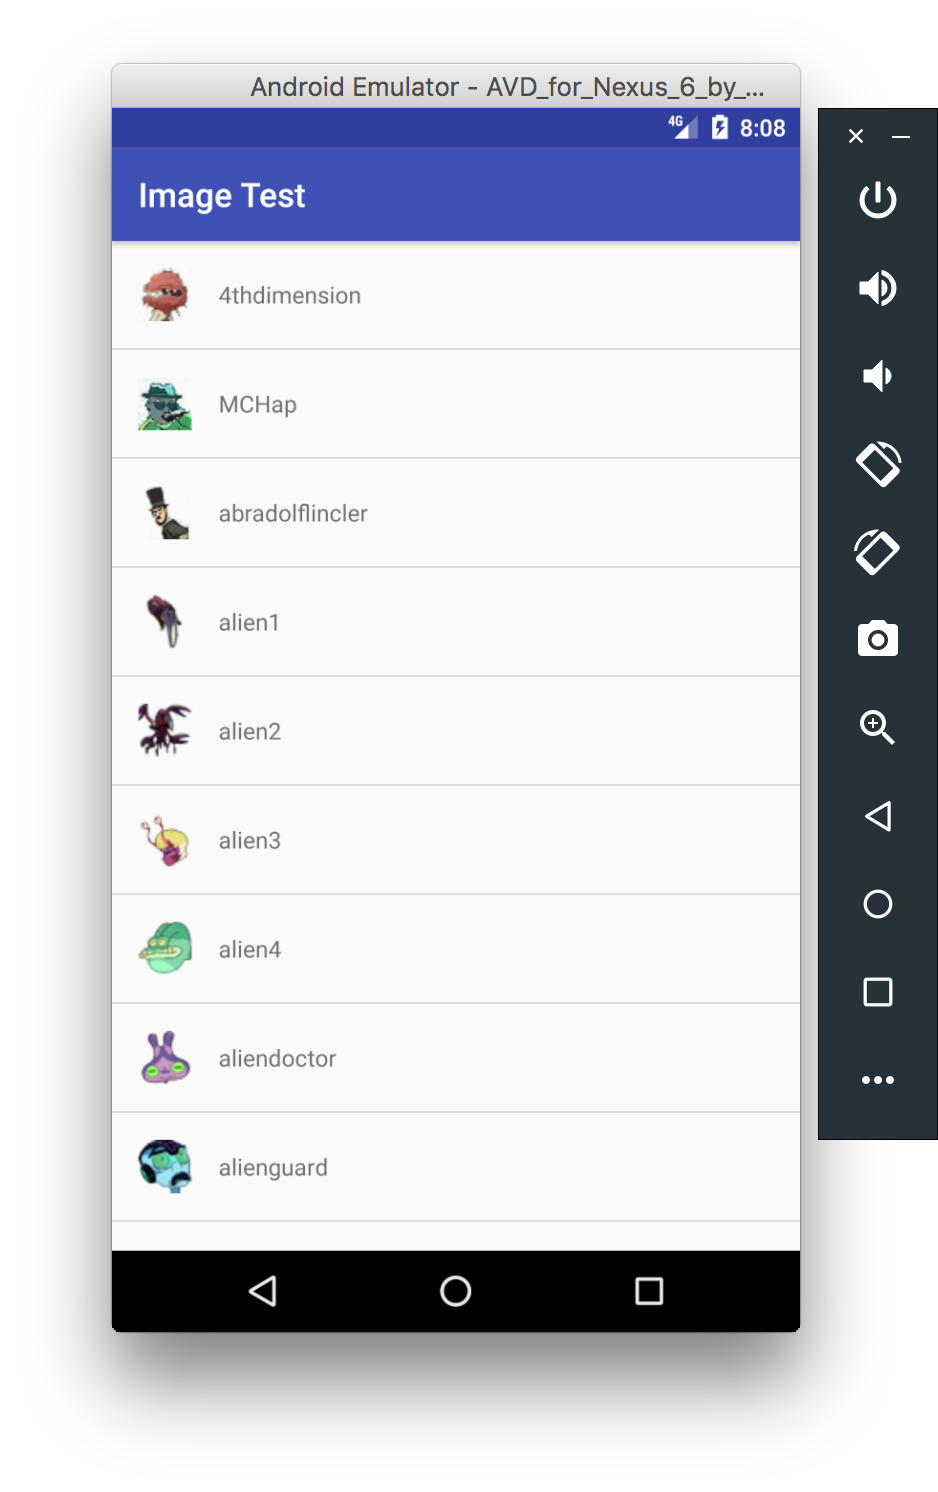 Android Emulator - AVD_for_Nexus_6_by_...
4G 8:08
Image Test
4thdimension
MCHap
abradolflincler
alien1
alien2
alien3
alien4
aliendoctor
alienguard